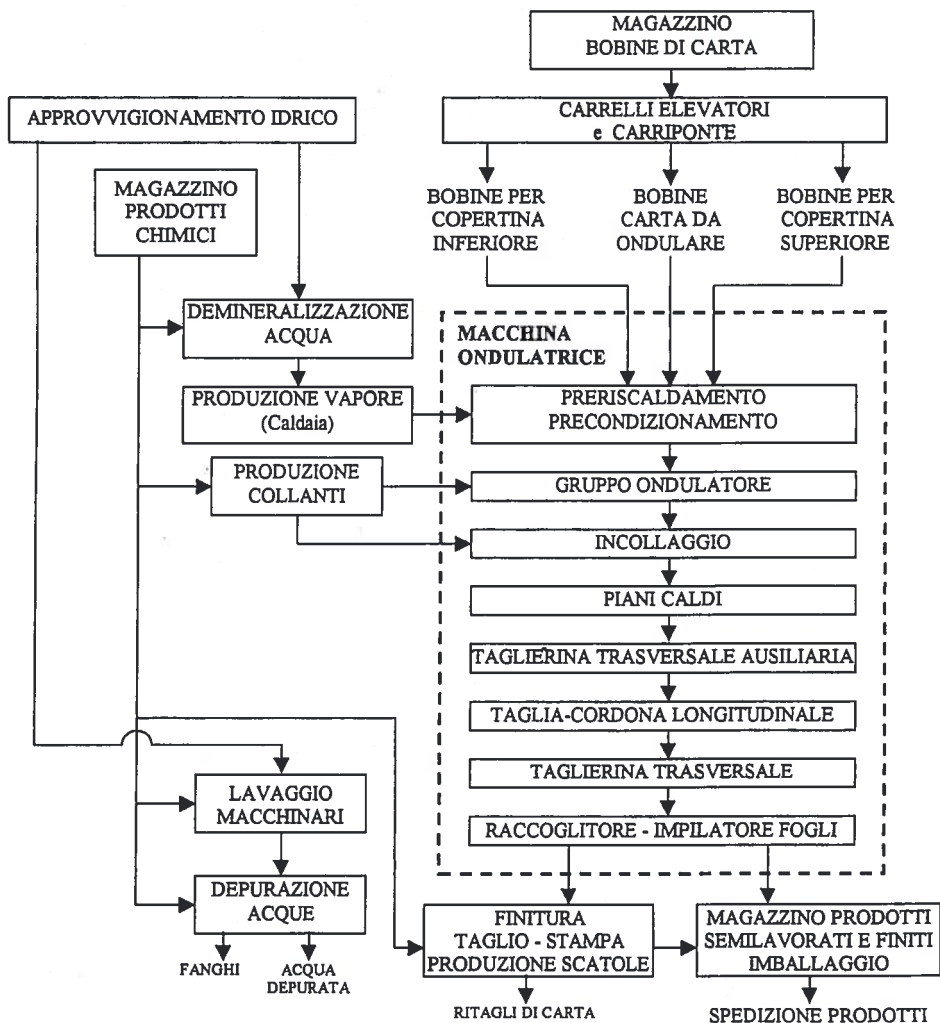 MAGAZZINO
BOBINE DI CARTA
APPROVVIGIONAMENTO IDRICO
CARRELLI ELEVATORI
e CARRIPONTE
MAGAZZINO
PRODOTTI
CHIMICI
BOBINE PER
COPERTINA
INFERIORE
BOBINE
CARTA DA
ONDULARE
BOBINE PER
COPERTINA
SUPERIORE
DEMINERALIZZAZIONE
ACQUA
MACCHINA
ONDULATRICE
PRODUZIONE VAPORE
(Caldaia)
PRERISCALDAMENTO
PRECONDIZIONAMENTO
PRODUZIONE
COLLANTI
GRUPPO ONDULATORE
INCOLLAGGIO
PIANI CALDI
TAGLIERINA TRASVERSALE AUSILIARIA
TAGLIA-CORDONA LONGITUDINALE
TAGLIERINA TRASVERSALE
LAVAGGIO
MACCHINARI
RACCOGLITORE - IMPILATORE FOGLI
DEPURAZIONE
ACQUE
FANGHI
ACQUA
DEPURATA
FINITURA
TAGLIO - STAMPA
PRODUZIONE SCATOLE
MAGAZZINO PRODOTTI
SEMILAVORATI E FINITI
IMBALLAGGIO
RITAGLI DI CARTA
SPEDIZIONE PRODOTTI